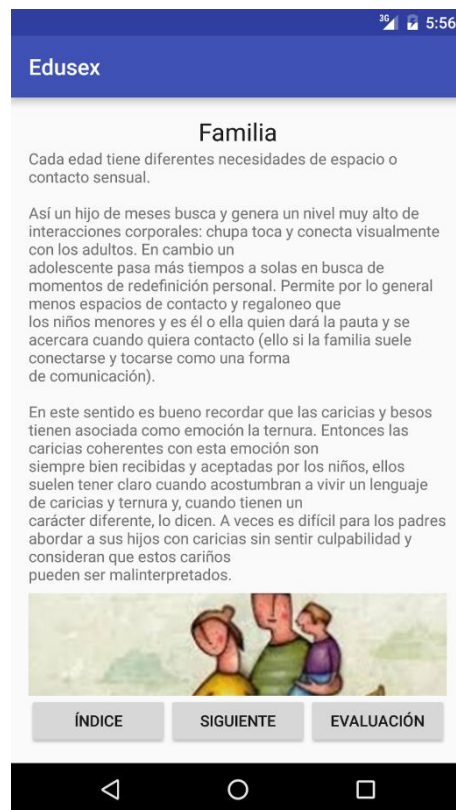 3G 5:56
Edusex
Familia
Cada edad tiene diferentes necesidades de espacio o
contacto sensual.
Así un hijo de meses busca y genera un nivel muy alto de
interacciones corporales: chupa toca y conecta visualmente
con los adultos. En cambio un
adolescente pasa más tiempos a solas en busca de
momentos de redefinición personal. Permite por lo general
menos espacios de contacto y regaloneo que
los niños menores y es él o ella quien dará la pauta y se
acercara cuando quiera contacto (ello si la familia suele
conectarse y tocarse como una forma
de comunicación).
En este sentido es bueno recordar que las caricias y besos
tienen asociada como emoción la ternura. Entonces las
caricias coherentes con esta emoción son
siempre bien recibidas y aceptadas por los niños, ellos
suelen tener claro cuando acostumbran a vivir un lenguaje
de caricias y ternura y, cuando tienen un
carácter diferente, lo dicen. A veces es difícil para los padres
abordar a sus hijos con caricias sin sentir culpabilidad y
consideran que estos cariños
pueden ser malinterpretados.
ÍNDICE SIGUIENTE EVALUACIÓN